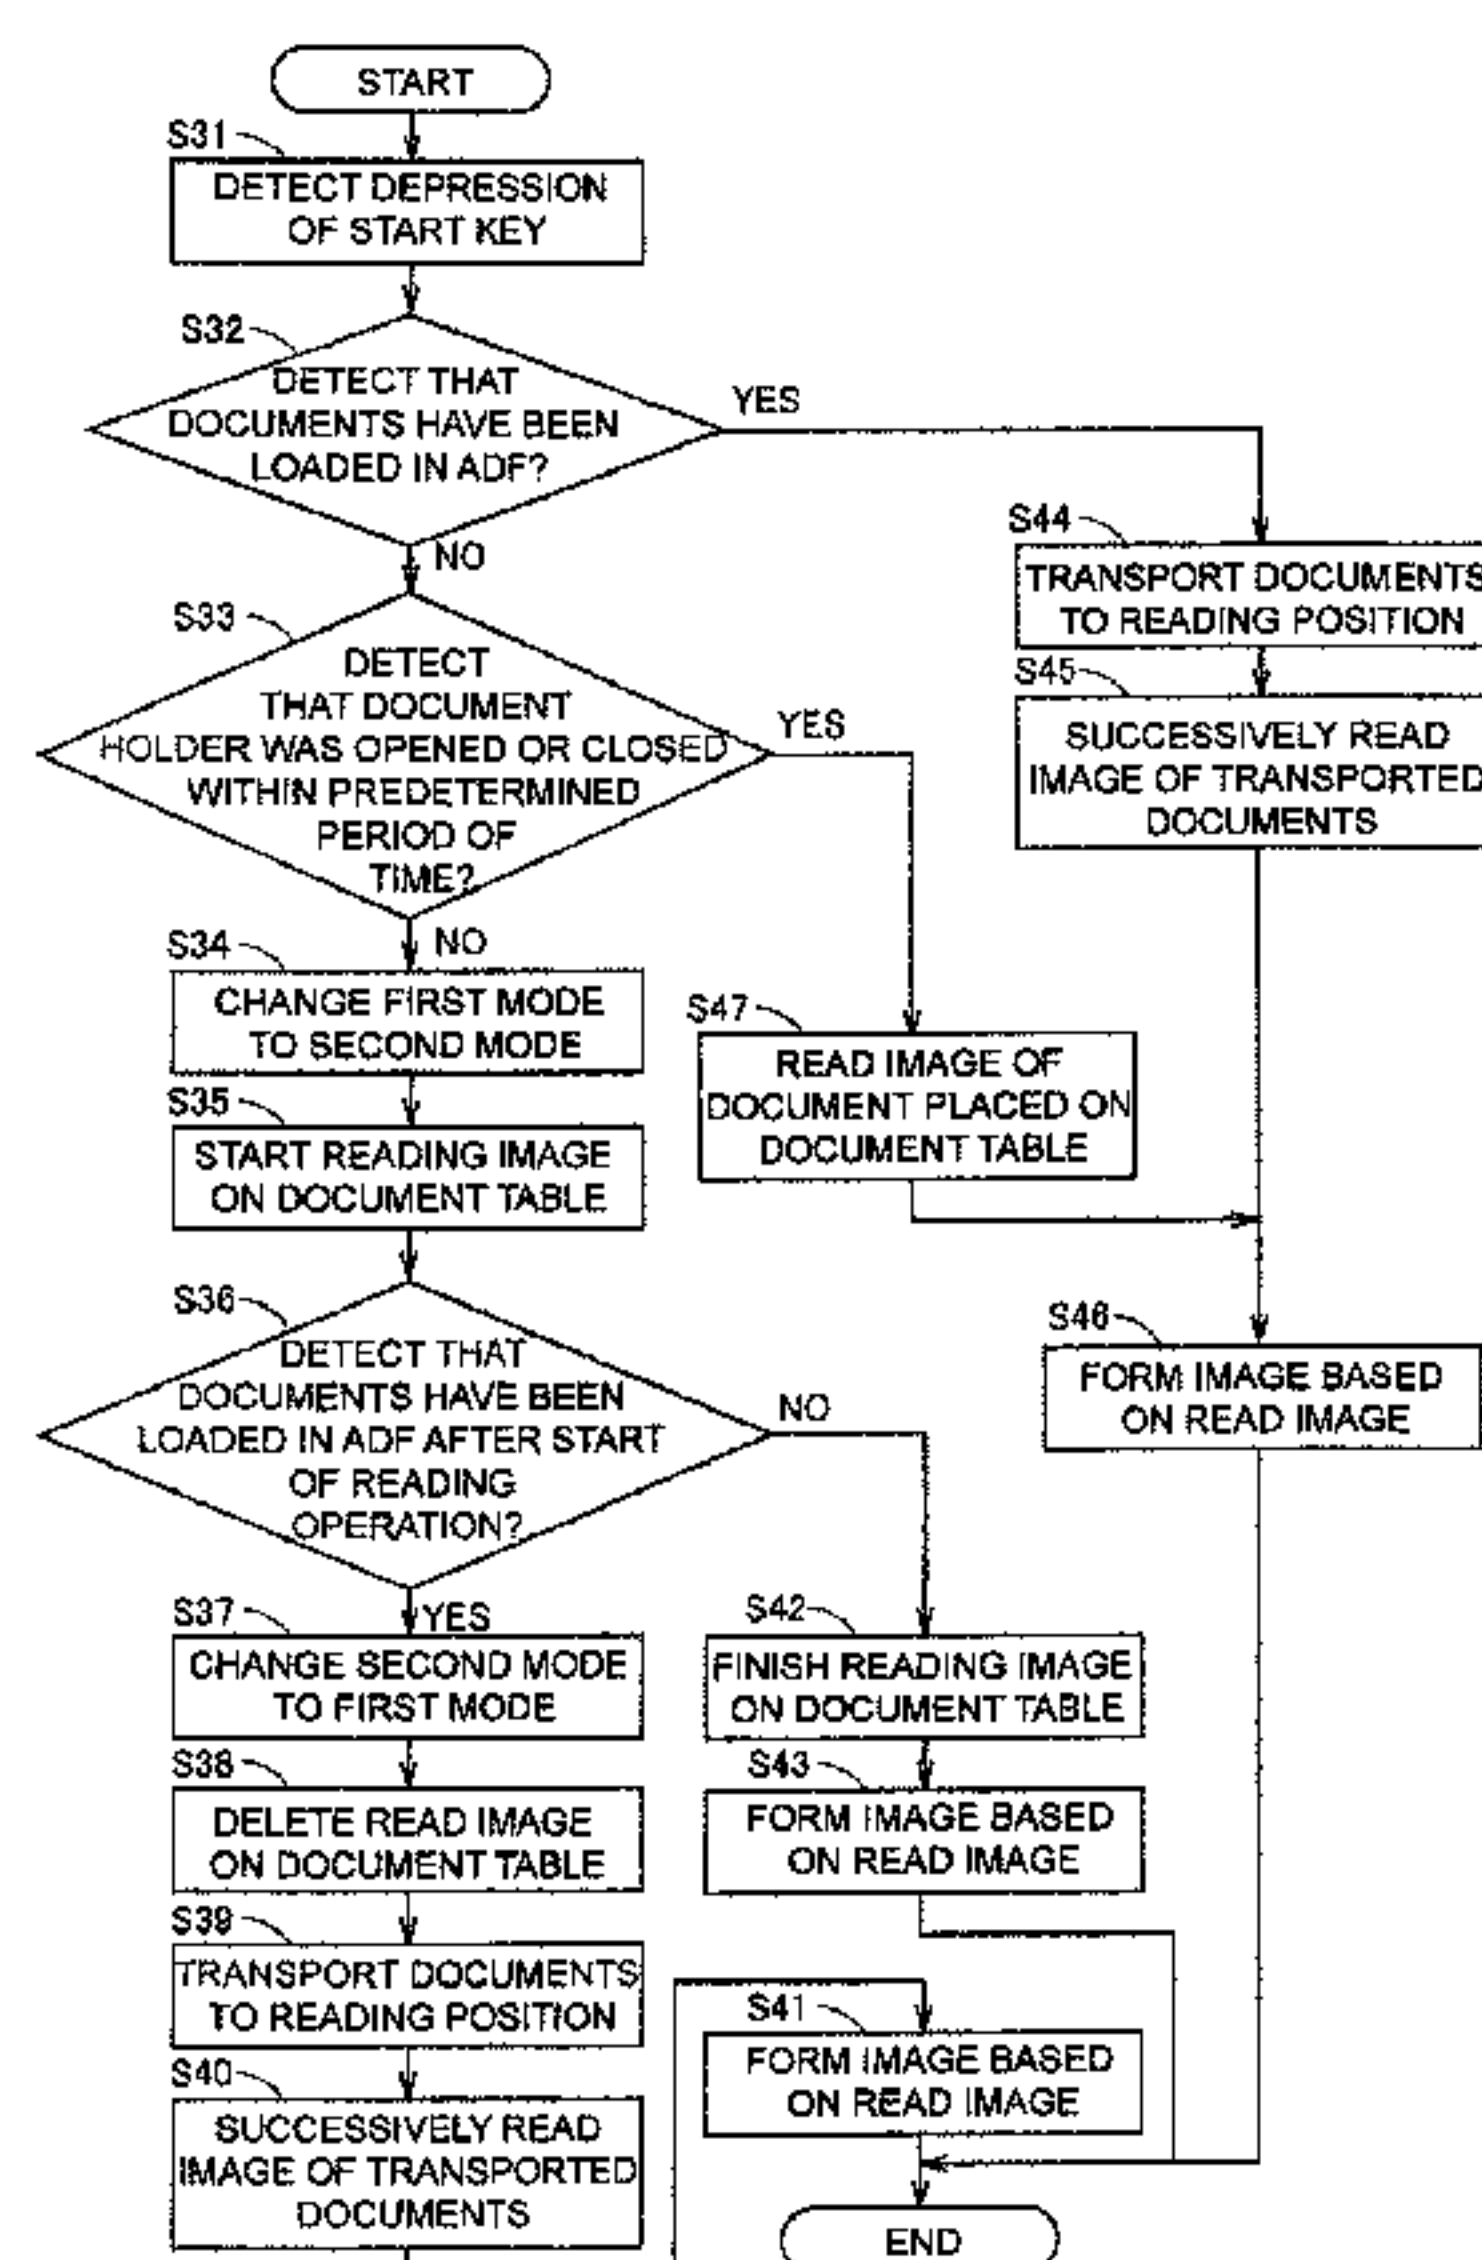 START
S31
DETECT DEPRESSION
OF START KEY
S32
DETECT THAT
DOCUMENTS HAVE BEEN
LOADED IN ADF?
YES
NO
S33
DETECT
THAT DOCUMENT
HOLDER WAS OPENED OR CLOSED
WITHIN PREDETERMINED
PERIOD OF
TIME?
YES
NO
S34
CHANGE FIRST MODE
TO SECOND MODE
S35
START READING IMAGE
ON DOCUMENT TABLE
S36
DETECT THAT
DOCUMENTS HAVE BEEN
LOADED IN ADF AFTER START
OF READING
OPERATION?
NO
YES
S37
CHANGE SECOND MODE
TO FIRST MODE
S38
DELETE READ IMAGE
ON DOCUMENT TABLE
S39
TRANSPORT DOCUMENTS
TO READING POSITION
S40
SUCCESSIVELY READ
IMAGE OF TRANSPORTED
DOCUMENTS
S44
TRANSPORT DOCUMENTS
TO READING POSITION
S45
SUCCESSIVELY READ
IMAGE OF TRANSPORTED
DOCUMENTS
S47
READ IMAGE OF
DOCUMENT PLACED ON
DOCUMENT TABLE
S46
FORM IMAGE BASED
ON READ IMAGE
S42
FINISH READING IMAGE
ON DOCUMENT TABLE
S43
FORM IMAGE BASED
ON READ IMAGE
S41
FORM IMAGE BASED
ON READ IMAGE
END